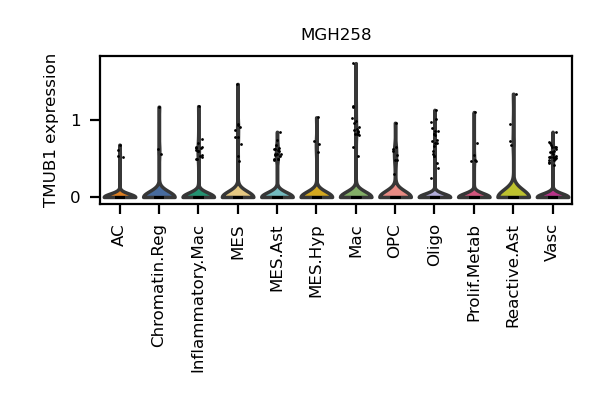 MGH258
TMUB1 expression
1
0
AC
Chromatin.Reg
Inflammatory.Mac
MES
MES.Ast
MES.Hyp
Mac
OPC
Oligo
Prolif.Metab
Reactive.Ast
Vasc